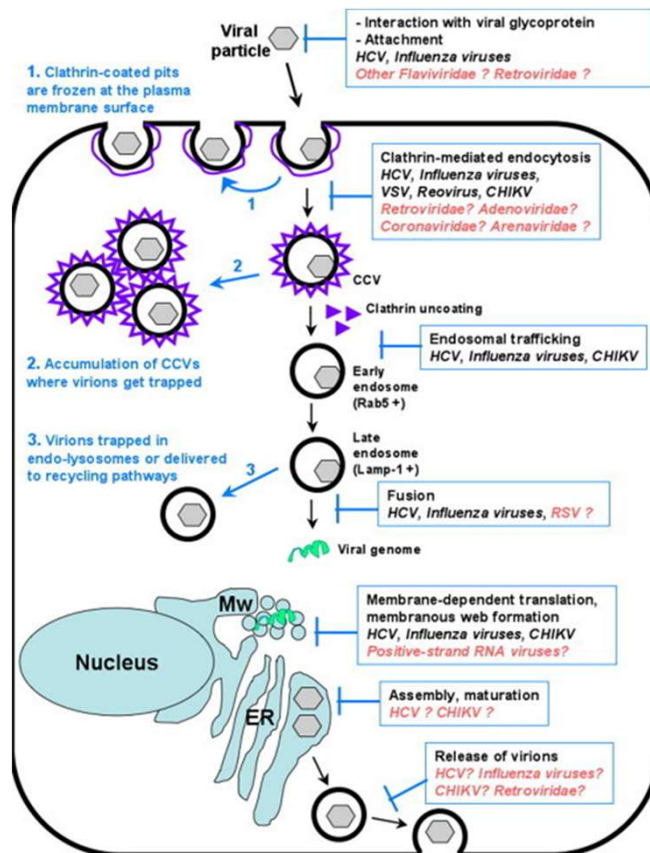 Viral
particle
- Interaction with viral glycoprotein
- Attachment
HCV, Influenza viruses
Other Flaviviridae ? Retroviridae ?
1. Clathrin-coated pits
are frozen at the plasma
membrane surface
Clathrin-mediated endocytosis
HCV, Influenza viruses,
VSV, Reovirus, CHIKV
Retroviridae? Adenoviridae?
Coronaviridae? Arenaviridae ?
1
2
CCV
Clathrin uncoating
Endosomal trafficking
HCV, Influenza viruses, CHIKV
2. Accumulation of CCVs
where virions get trapped
Early
endosome
(Rab5 +)
3. Virions trapped in
endo-lysosomes or delivered
to recycling pathways
3
Late
endosome
(Lamp-1 +)
Fusion
HCV, Influenza viruses, RSV ?
Viral genome
Mw
Membrane-dependent translation,
membranous web formation
HCV, Influenza viruses, CHIKV
Positive-strand RNA viruses?
Nucleus
ER
Assembly, maturation
HCV ? CHIKV ?
Release of virions
HCV? Influenza viruses?
CHIKV? Retroviridae?